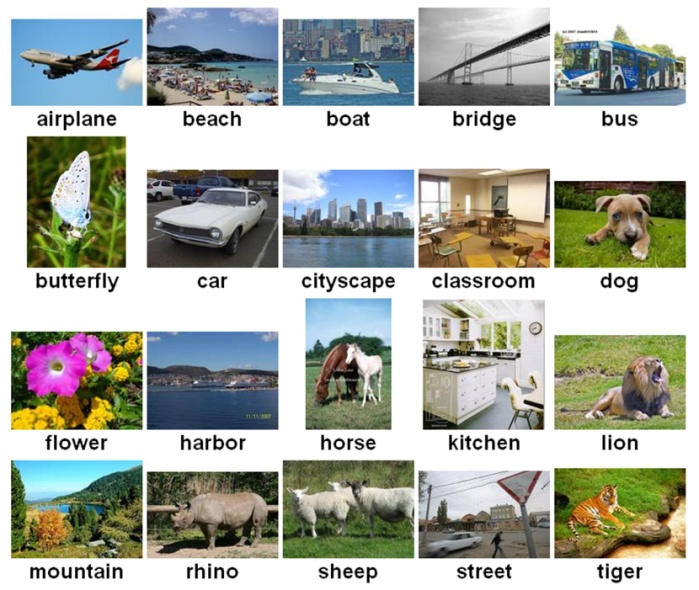 airplane
beach
boat
bridge
bus
butterfly
car
cityscape
classroom
dog
flower
harbor
horse
kitchen
lion
mountain
rhino
sheep
street
tiger